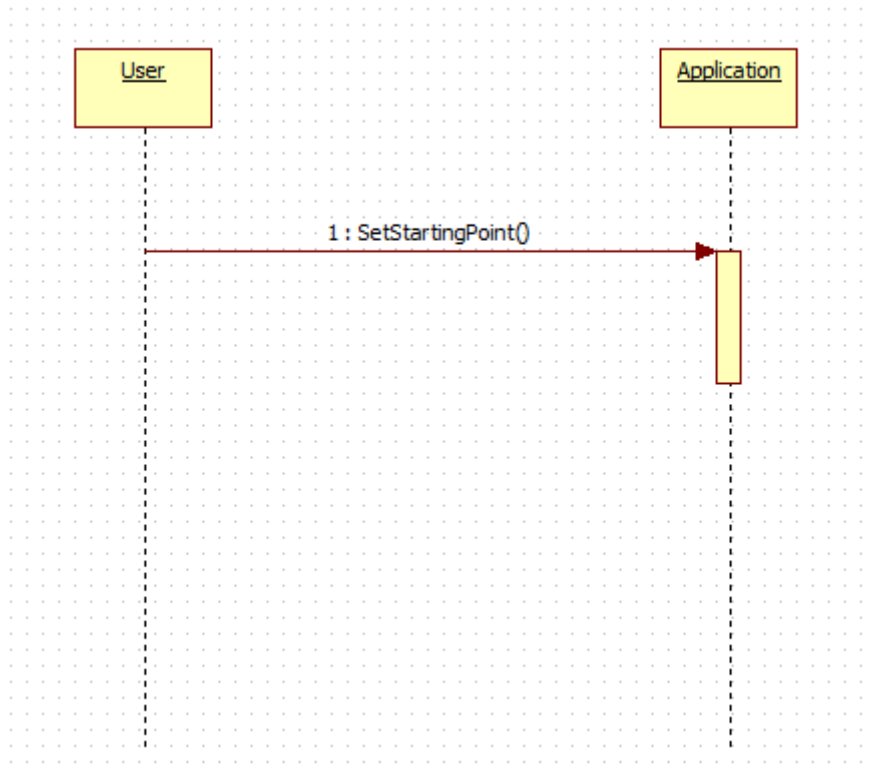 User
Application
1 : SetStartingPoint()